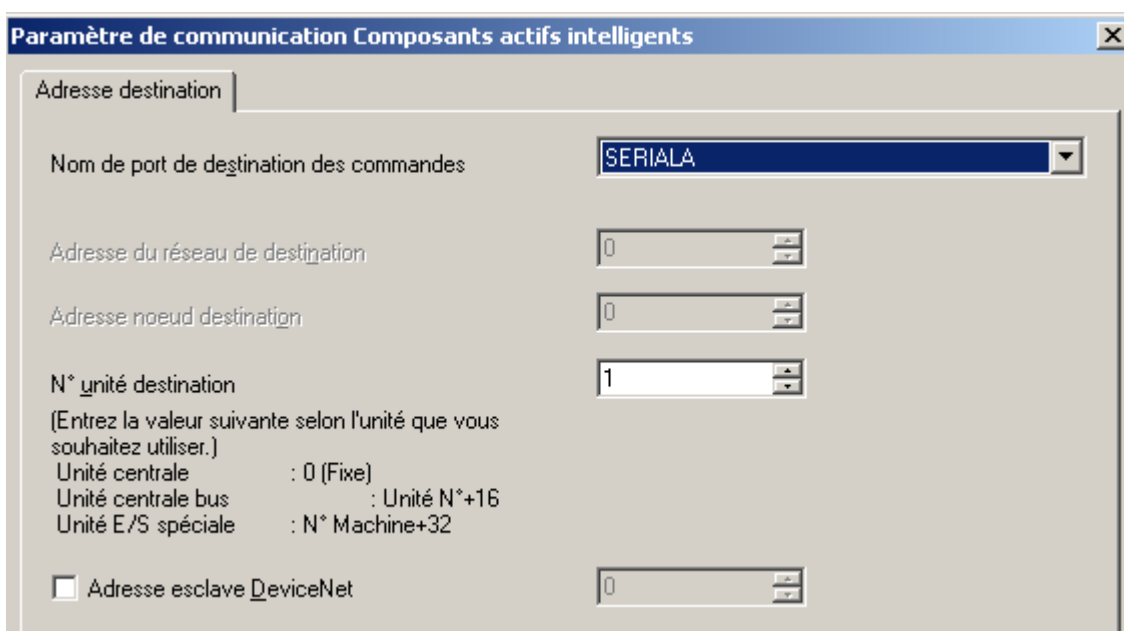 Paramètre de communication Composants actifs intelligents
Adresse destination
Nom de port de destination des commandes SERIALA
Adresse du réseau de destination 0
Adresse noeud destination 0
N° unité destination 1
(Entrez la valeur suivante selon l'unité que vous
souhaitez utiliser.)
Unité centrale : 0 (Fixe)
Unité centrale bus : Unité N°+16
Unité E/S spéciale : N° Machine+32
Adresse esclave DeviceNet 0